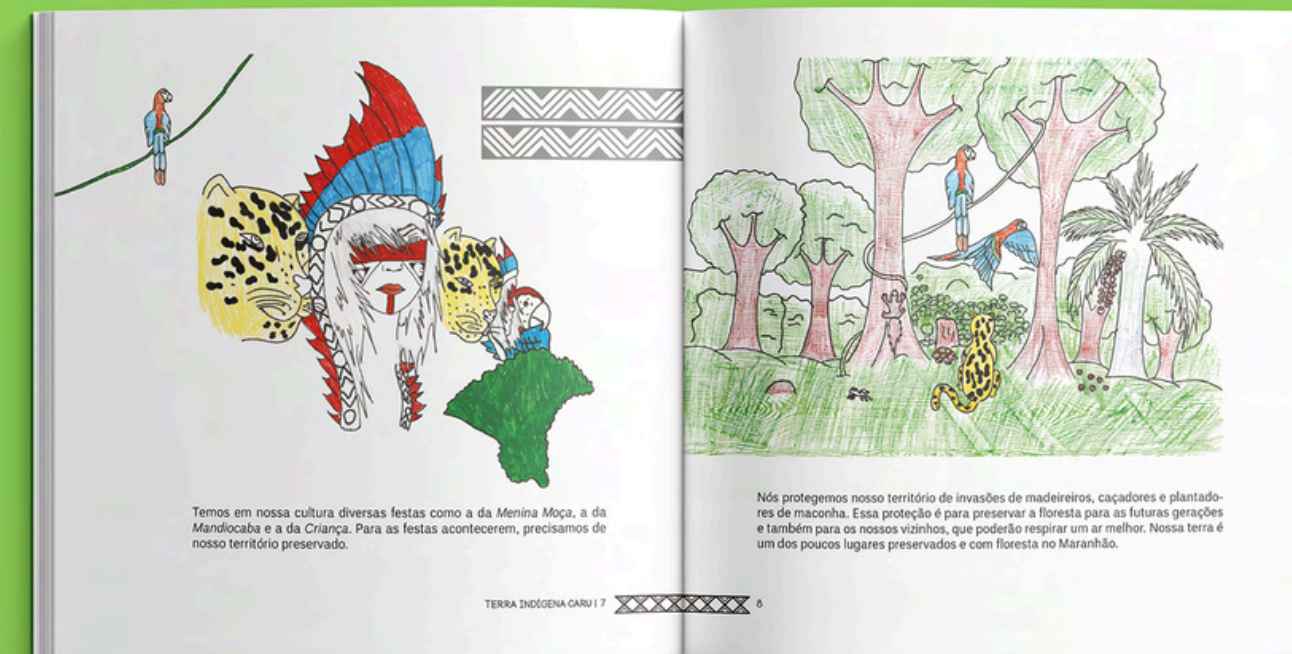 Temos em nossa cultura diversas festas como a da Menina Moça, a da
Mandiocaba e a da Criança. Para as festas acontecerem, precisamos de
nosso território preservado.
TERRA INDÍGENA CARU | 7
Nós protegemos nosso território de invasões de madeireiros, caçadores e plantado-
res de maconha. Essa proteção é para preservar a floresta para as futuras gerações
e também para os nossos vizinhos, que poderão respirar um ar melhor. Nossa terra é
um dos poucos lugares preservados e com floresta no Maranhão.
8